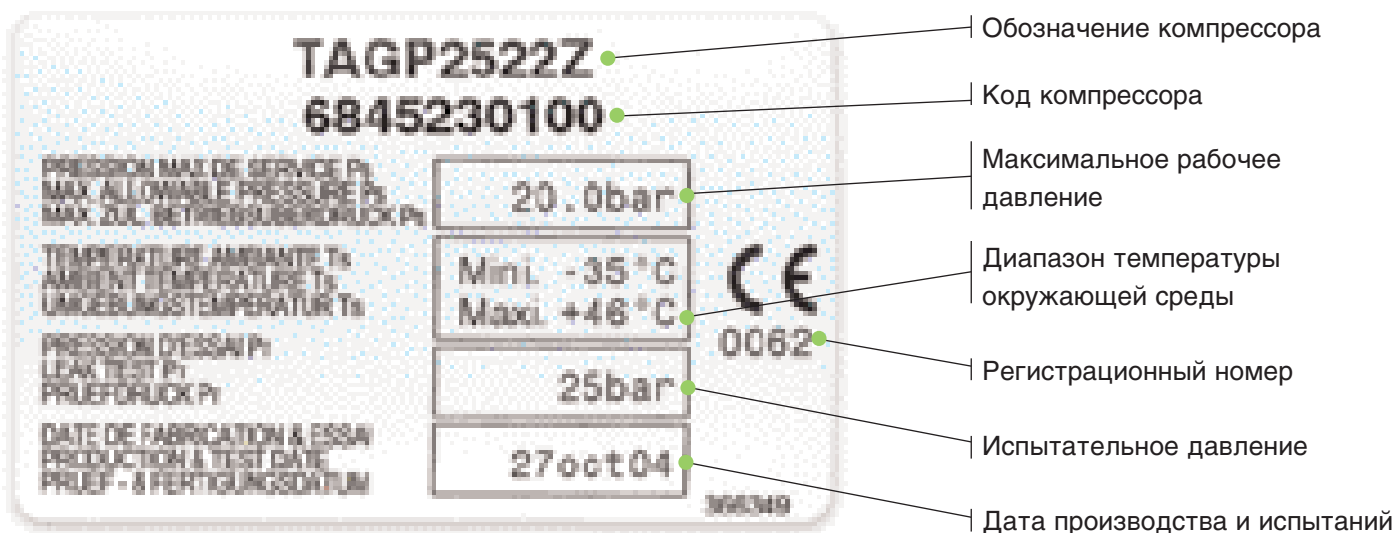 TAGP2522Z
6845230100
PRESSION MAX DE SERVICE Ps
MAX. ALLOWABLE PRESSURE Ps
MAX. ZUL. BETRIEBSUBERDRUCK Ps
20.0bar
TEMPERATURE AMBIANTE Ts
AMBIENT TEMPERATURE Ts
UMGEBUNGSTEMPERATUR Ts
Mini. -35°C
Maxi. +46°C
CE
0062
PRESSION D'ESSAI PT
LEAK TEST PT
PRUEFDRUCK PT
25bar
DATE DE FABRICATION & ESSAI
PRODUCTION & TEST DATE
PRUEF - & FERTIGUNGSDATUM
27oct04
Обозначение компрессора
Код компрессора
Максимальное рабочее
давление
Диапазон температуры
окружающей среды
Регистрационный номер
Испытательное давление
Дата производства и испытаний